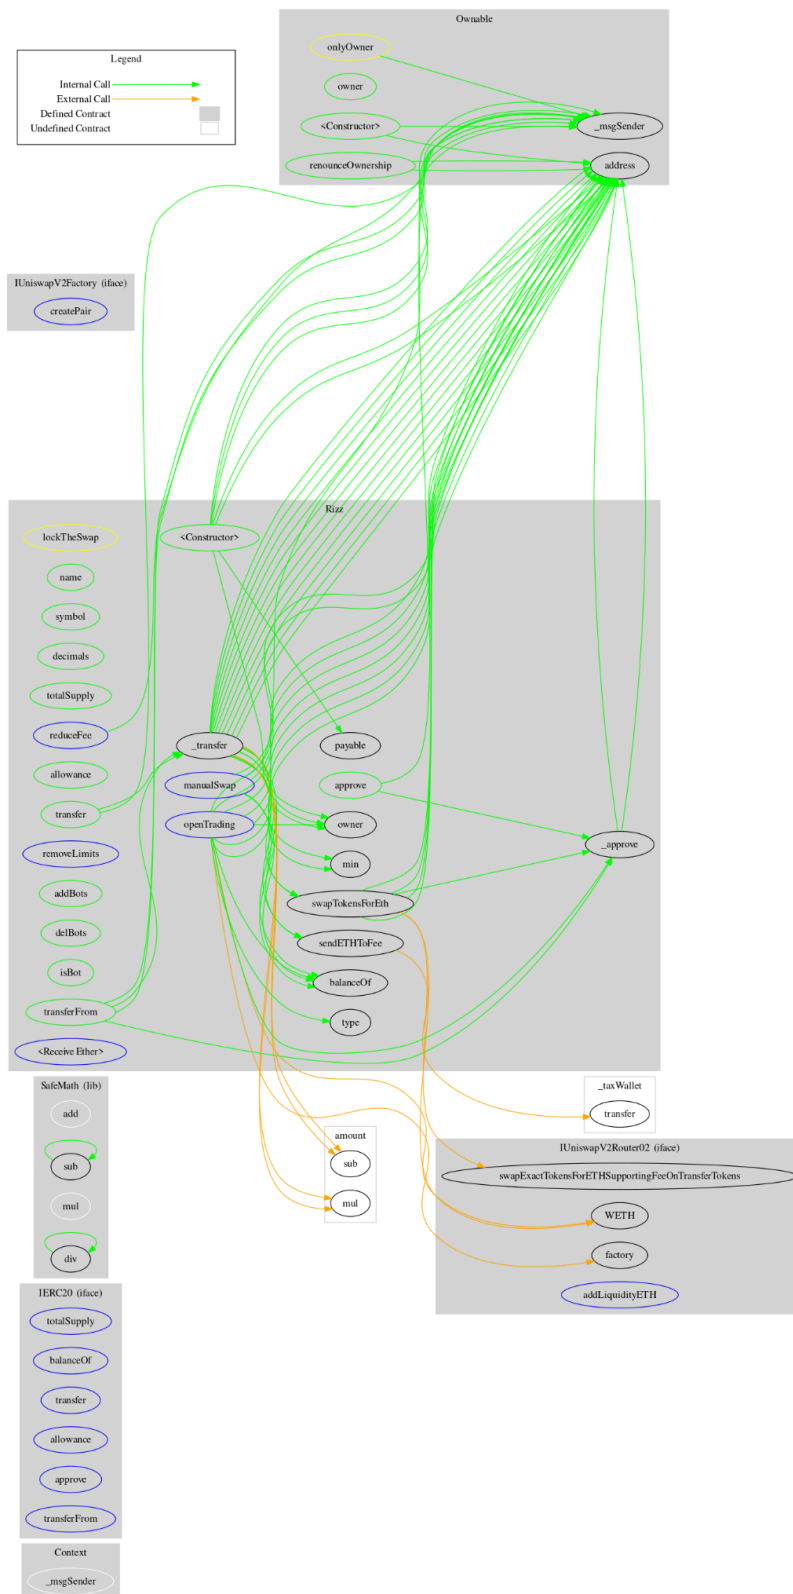 Ownable
onlyOwner
owner
<Constructor>
renounceOwnership
_msgSender
address
Legend
Internal Call
External Call
Defined Contract
Undefined Contract
IUniswapV2Factory (iface)
createPair
Rizz
lockTheSwap
name
symbol
decimals
totalSupply
reduceFee
allowance
transfer
removeLimits
addBots
delBots
isBot
transferFrom
<Receive Ether>
<Constructor>
_transfer
manualSwap
openTrading
payable
approve
owner
min
swapTokensForEth
sendETHToFee
balanceOf
type
_approve
SafeMath (lib)
add
sub
mul
div
amount
sub
mul
_taxWallet
transfer
IUniswapV2Router02 (iface)
swapExactTokensForETHSupportingFeeOnTransferTokens
WETH
factory
addLiquidityETH
IERC20 (iface)
totalSupply
balanceOf
transfer
allowance
approve
transferFrom
Context
_msgSender